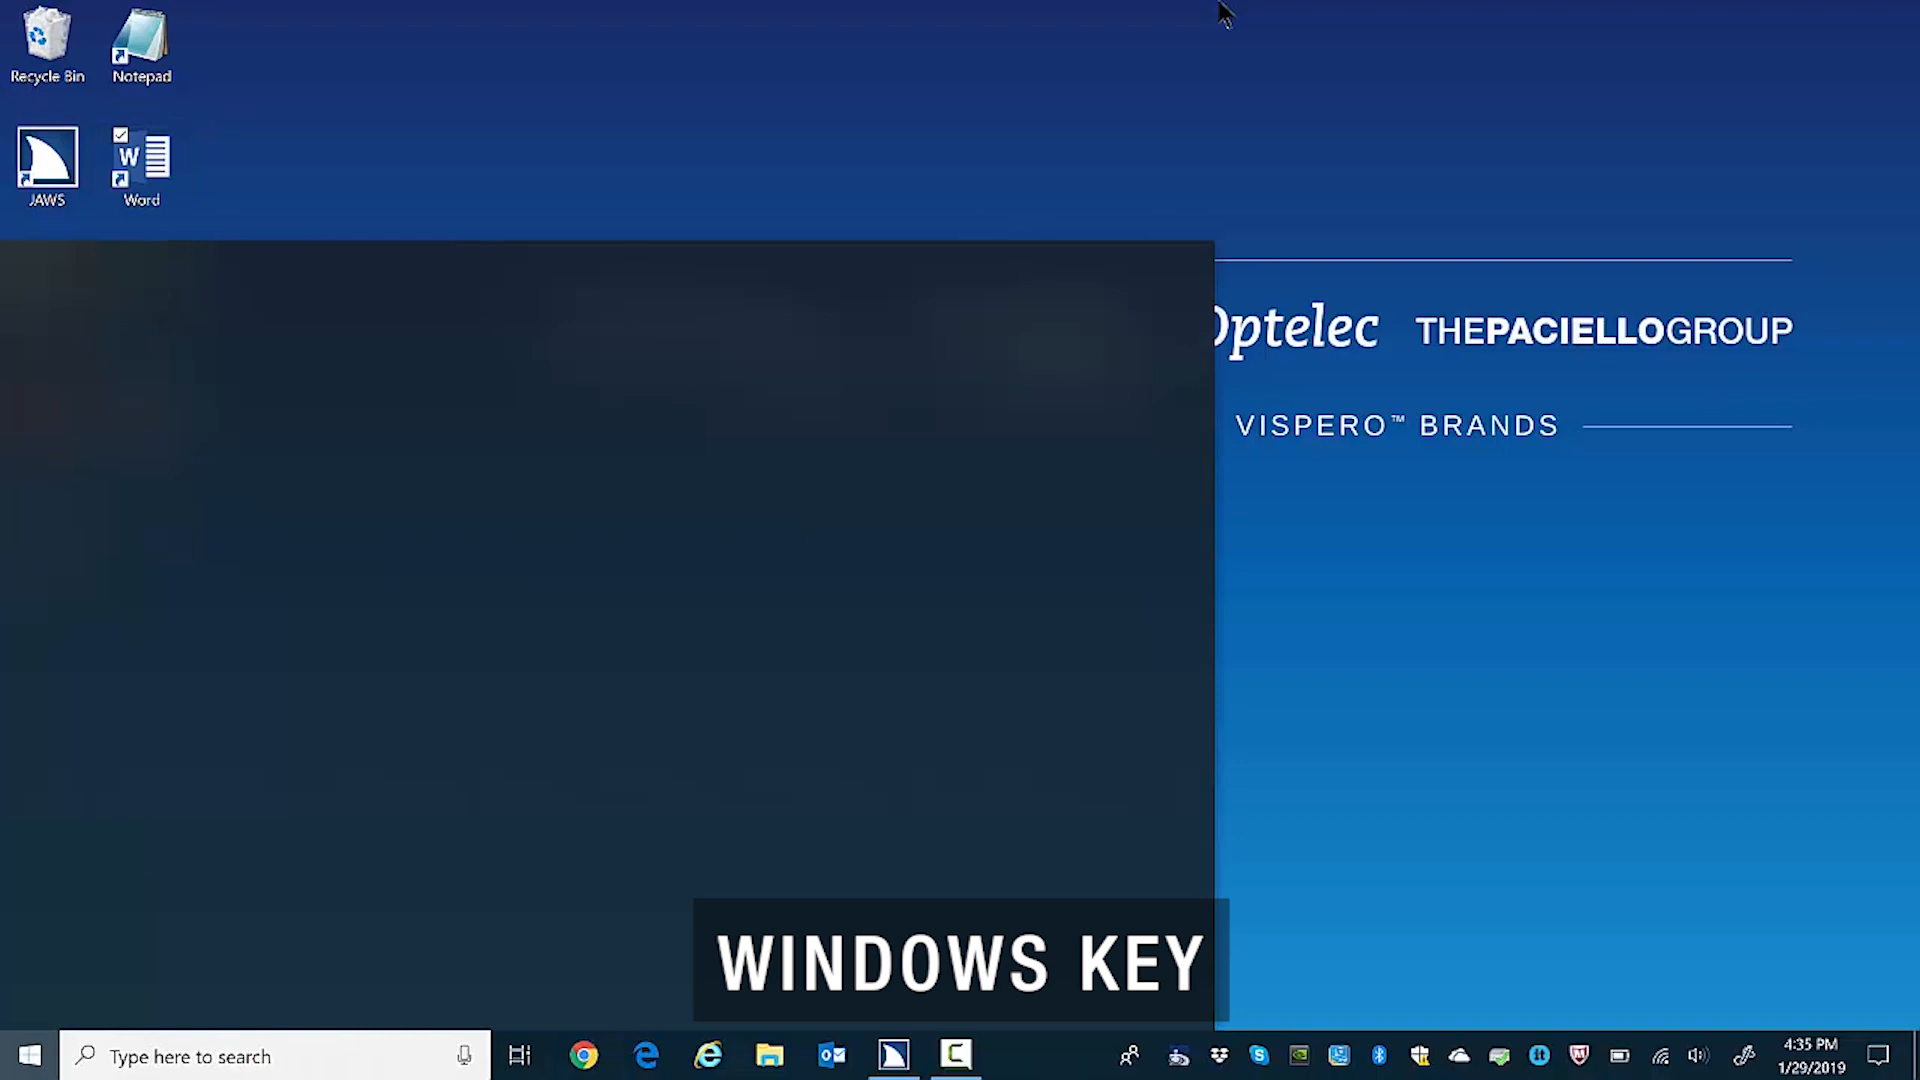 Recycle Bin
Notepad
JAWS
W
Word
Optelec THEPACIELLOGROUP
VISPERO™ BRANDS
WINDOWS KEY
Type here to search
4:35 PM
1/29/2019